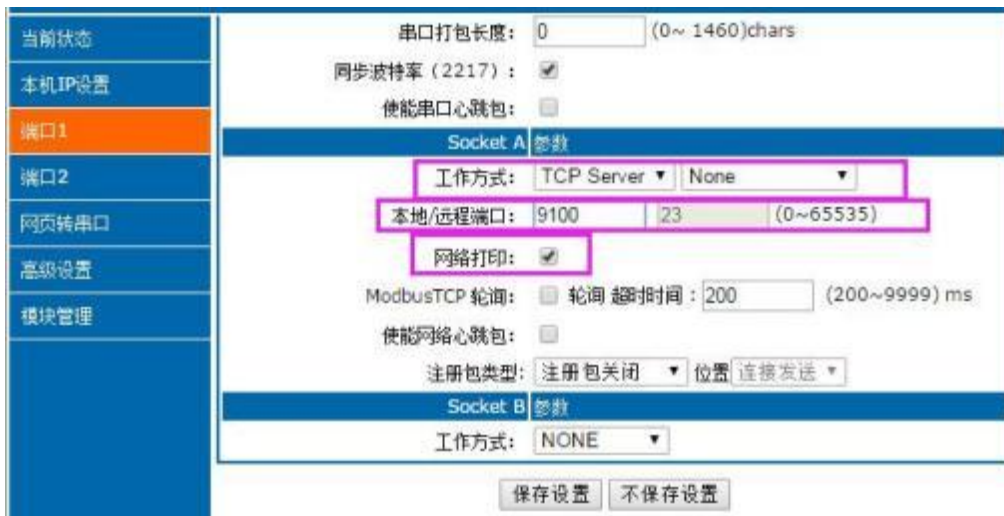 当前状态
本机IP设置
端口1
端口2
网页转串口
高级设置
模块管理
串口打包长度: 0 (0~ 1460)chars
同步波特率（2217）:
使能串口心跳包:
Socket A 参数
工作方式: TCP Server None
本地/远程端口: 9100 23 (0~65535)
网络打印:
ModbusTCP 轮询: 轮询 超时时间：200 (200~9999) ms
使能网络心跳包:
注册包类型: 注册包关闭 位置 连接发送
Socket B 参数
工作方式: NONE
保存设置 不保存设置